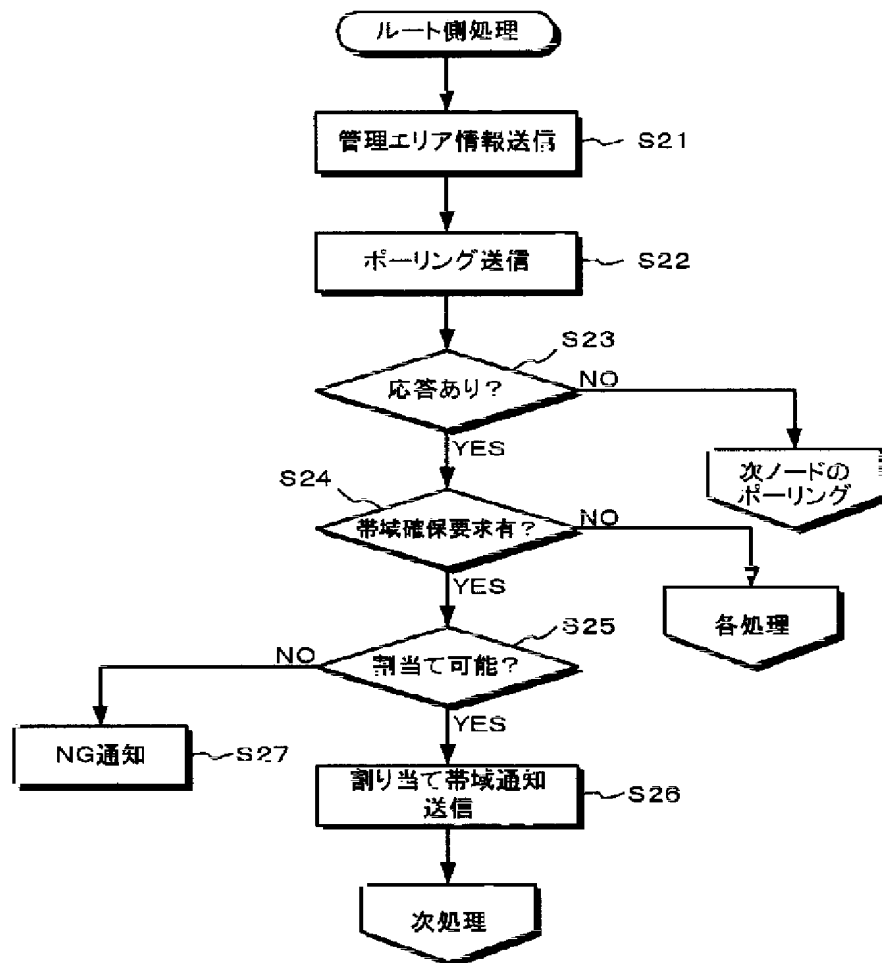 ルート側処理
管理エリア情報送信
S21
ポーリング送信
S22
S23
応答あり?
NO
YES
次ノードの
ポーリング
S24
帯域確保要求有?
NO
YES
各処理
S25
割当て可能?
NO
YES
NG通知
S27
割り当て帯域通知
送信
S26
次処理